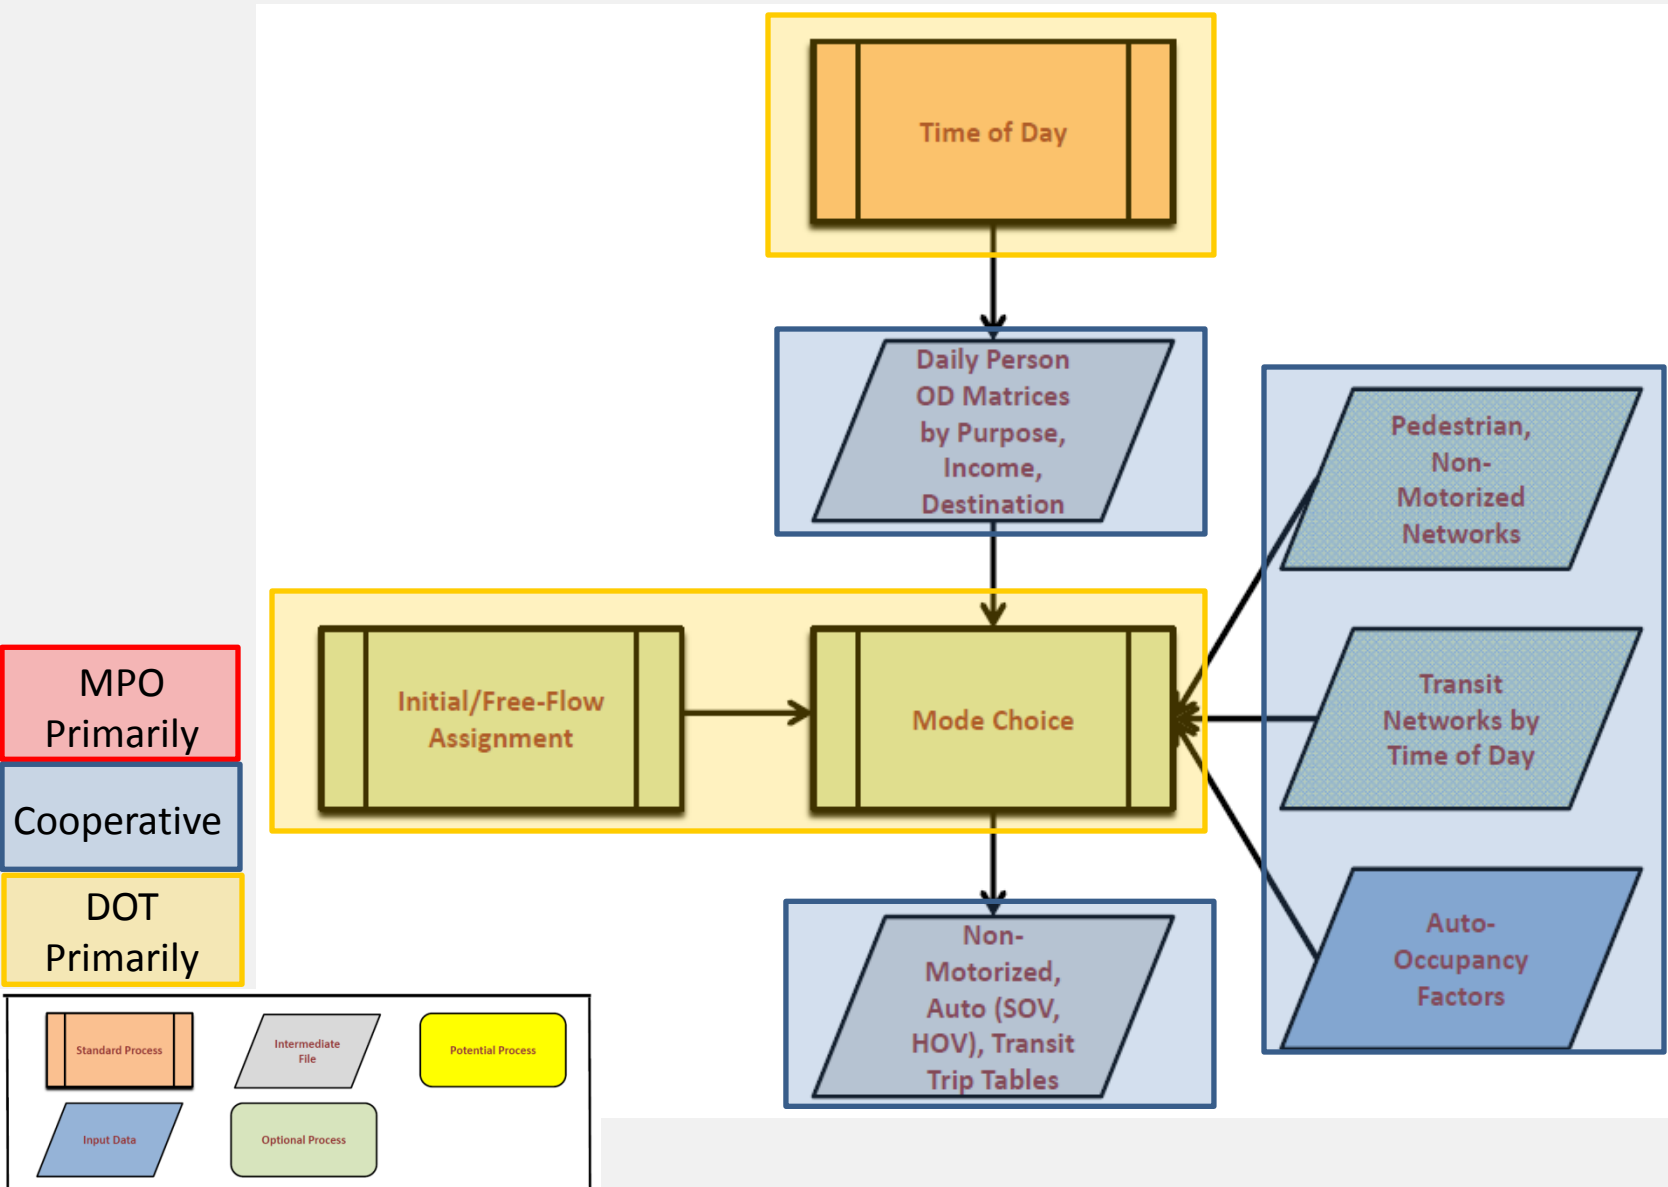 Time of Day
Daily Person
OD Matrices
by Purpose,
Income,
Destination
Pedestrian,
Non-
Motorized
Networks
Initial/Free-Flow
Assignment
Mode Choice
Transit
Networks by
Time of Day
MPO
Primarily
Cooperative
DOT
Primarily
Non-
Motorized,
Auto (SOV,
HOV), Transit
Trip Tables
Auto-
Occupancy
Factors
Standard Process
Intermediate
File
Potential Process
Input Data
Optional Process